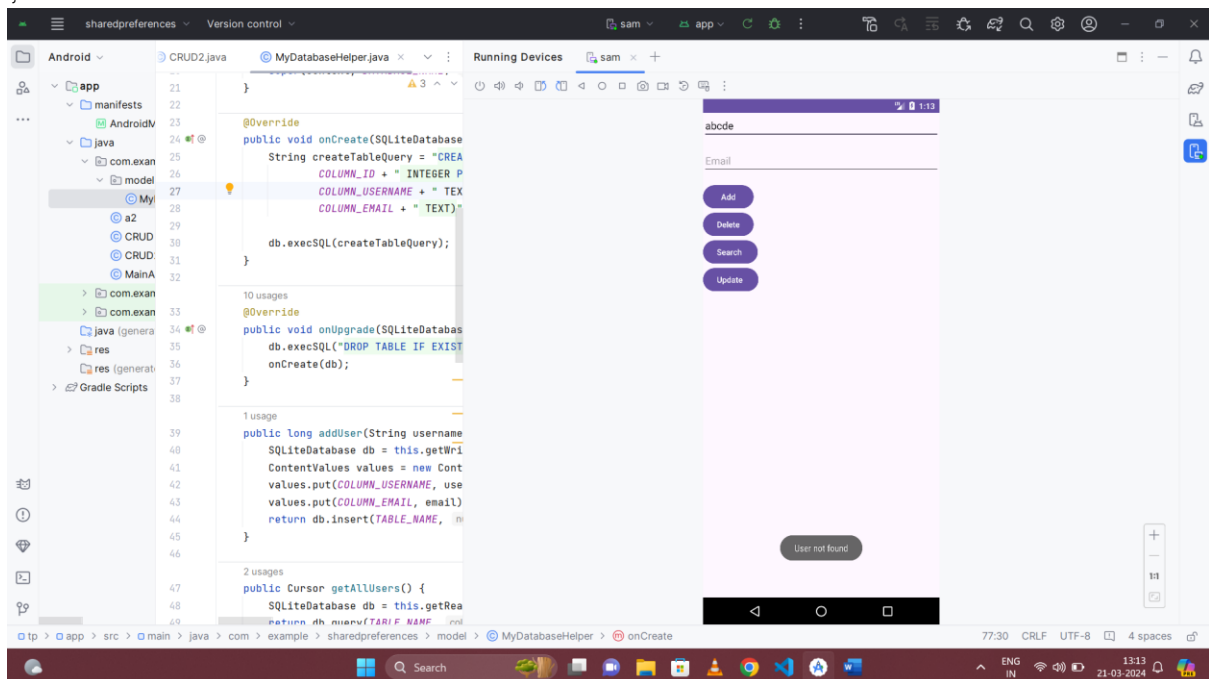 sharedpreferences Version control sam app
Android
CRUD2.java MyDatabaseHelper.java
Running Devices sam
app
manifests
AndroidM
java
com.exan
model
My
a2
CRUD
CRUD
MainA
com.exan
com.exan
java (genera
res
res (generat
Gradle Scripts
3
21 }
22
23 @Override
24 public void onCreate(SQLiteDatabase
25 String createTableQuery = "CREA
26 COLUMN_ID + " INTEGER P
27 COLUMN_USERNAME + " TEX
28 COLUMN_EMAIL + " TEXT)"
29
30 db.execSQL(createTableQuery);
31 }
32
10 usages
33 @Override
34 public void onUpgrade(SQLiteDatabas
35 db.execSQL("DROP TABLE IF EXIST
36 onCreate(db);
37 }
38
1 usage
39 public long addUser(String username
40 SQLiteDatabase db = this.getWri
41 ContentValues values = new Cont
42 values.put(COLUMN_USERNAME, use
43 values.put(COLUMN_EMAIL, email)
44 return db.insert(TABLE_NAME,
45 }
46
2 usages
47 public Cursor getAllUsers() {
48 SQLiteDatabase db = this.getRea
49 return db.query(TABLE_NAME
1:13
abcde
Email
Add
Delete
Search
Update
User not found
1:1
tp > app > src > main > java > com > example > sharedpreferences > model > MyDatabaseHelper > onCreate
77:30 CRLF UTF-8 4 spaces
Search
ENG
IN
13:13
21-03-2024